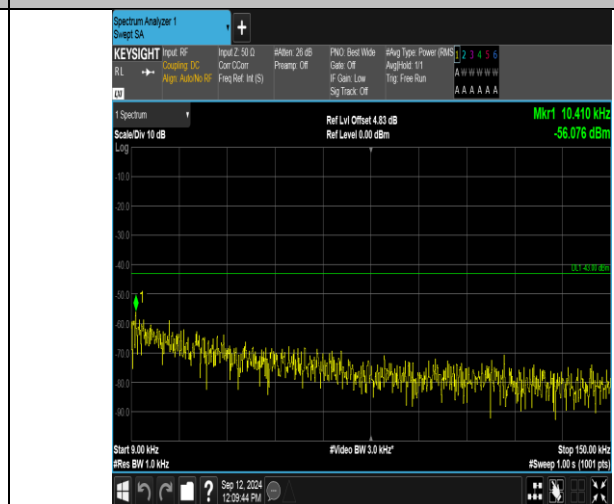 Spectrum Analyzer 1
Swept SA
+
KEYSIGHT Input: RF Input Z: 50 Ω #Atten: 26 dB PNO: Best Wide #Avg Type: Power (RMS 1 2 3 4 5 6
RL Coupling: DC Corr CCorr Preamp: Off Gate: Off Avg|Hold: 1/1 A W W W W W
Align: Auto/No RF Freq Ref: Int (S) IF Gain: Low Trig: Free Run
Sig Track: Off A A A A A A
1 Spectrum Ref Lvl Offset 4.83 dB Mkr1 10.410 kHz
Scale/Div 10 dB Ref Level 0.00 dBm -56.076 dBm
Log
-10.0
-20.0
-30.0
-40.0
DL1 -43.00 dBm
-50.0
1
-60.0
-70.0
-80.0
-90.0
Start 9.00 kHz #Video BW 3.0 kHz* Stop 150.00 kHz
#Res BW 1.0 kHz #Sweep 1.00 s (1001 pts)
? Sep 12, 2024
12:09:44 PM